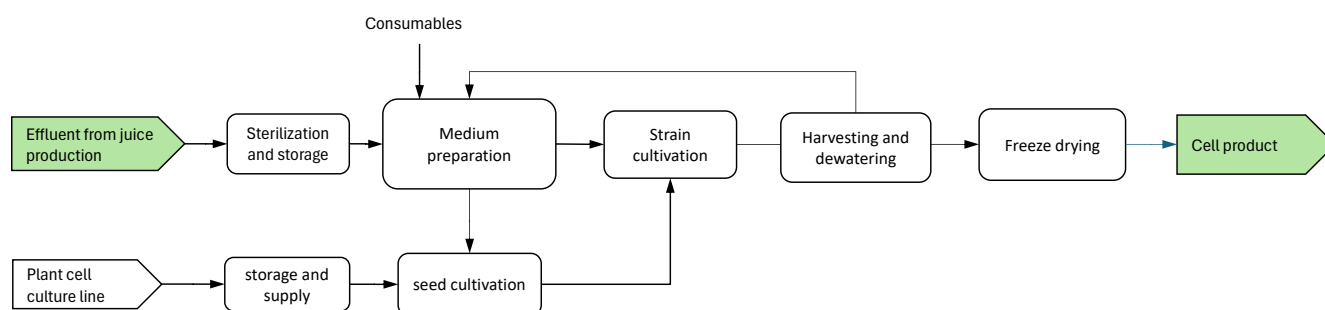 Consumables
Effluent from juice
production
Sterilization
and storage
Medium
preparation
Strain
cultivation
Harvesting and
dewatering
Freeze drying
Cell product
Plant cell
culture line
storage and
supply
seed cultivation